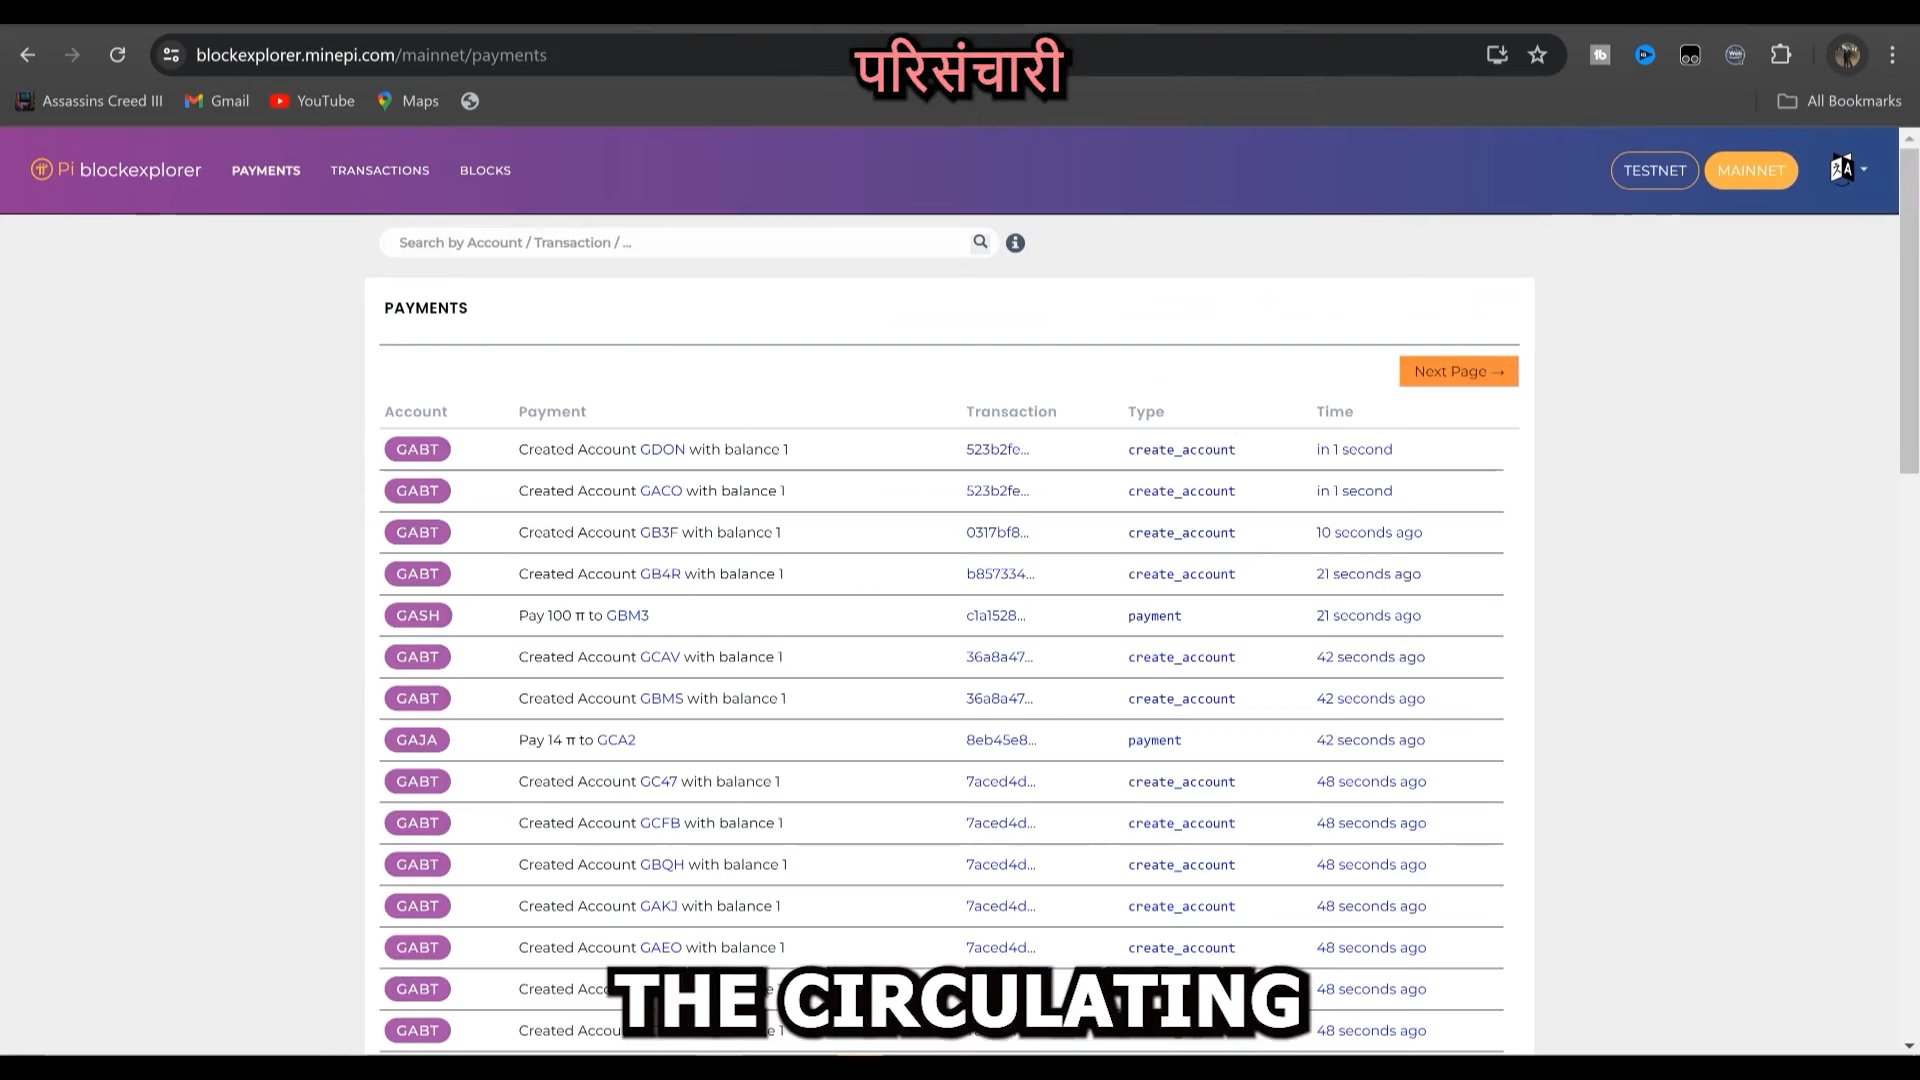 blockexplorer.minepi.com/mainnet/payments
परिसंचारी
Assassins Creed III Gmail YouTube Maps All Bookmarks
Pi blockexplorer PAYMENTS TRANSACTIONS BLOCKS TESTNET MAINNET
Search by Account / Transaction / ...
PAYMENTS
Next Page →
Account Payment Transaction Type Time
GABT Created Account GDON with balance 1 523b2fe... create_account in 1 second
GABT Created Account GACO with balance 1 523b2fe... create_account in 1 second
GABT Created Account GB3F with balance 1 0317bf8... create_account 10 seconds ago
GABT Created Account GB4R with balance 1 b857334... create_account 21 seconds ago
GASH Pay 100 π to GBM3 c1a1528... payment 21 seconds ago
GABT Created Account GCAV with balance 1 36a8a47... create_account 42 seconds ago
GABT Created Account GBMS with balance 1 36a8a47... create_account 42 seconds ago
GAJA Pay 14 π to GCA2 8eb45e8... payment 42 seconds ago
GABT Created Account GC47 with balance 1 7aced4d... create_account 48 seconds ago
GABT Created Account GCFB with balance 1 7aced4d... create_account 48 seconds ago
GABT Created Account GBQH with balance 1 7aced4d... create_account 48 seconds ago
GABT Created Account GAKJ with balance 1 7aced4d... create_account 48 seconds ago
GABT Created Account GAEO with balance 1 7aced4d... create_account 48 seconds ago
GABT Created 48 seconds ago
THE CIRCULATING
GABT Created 48 seconds ago